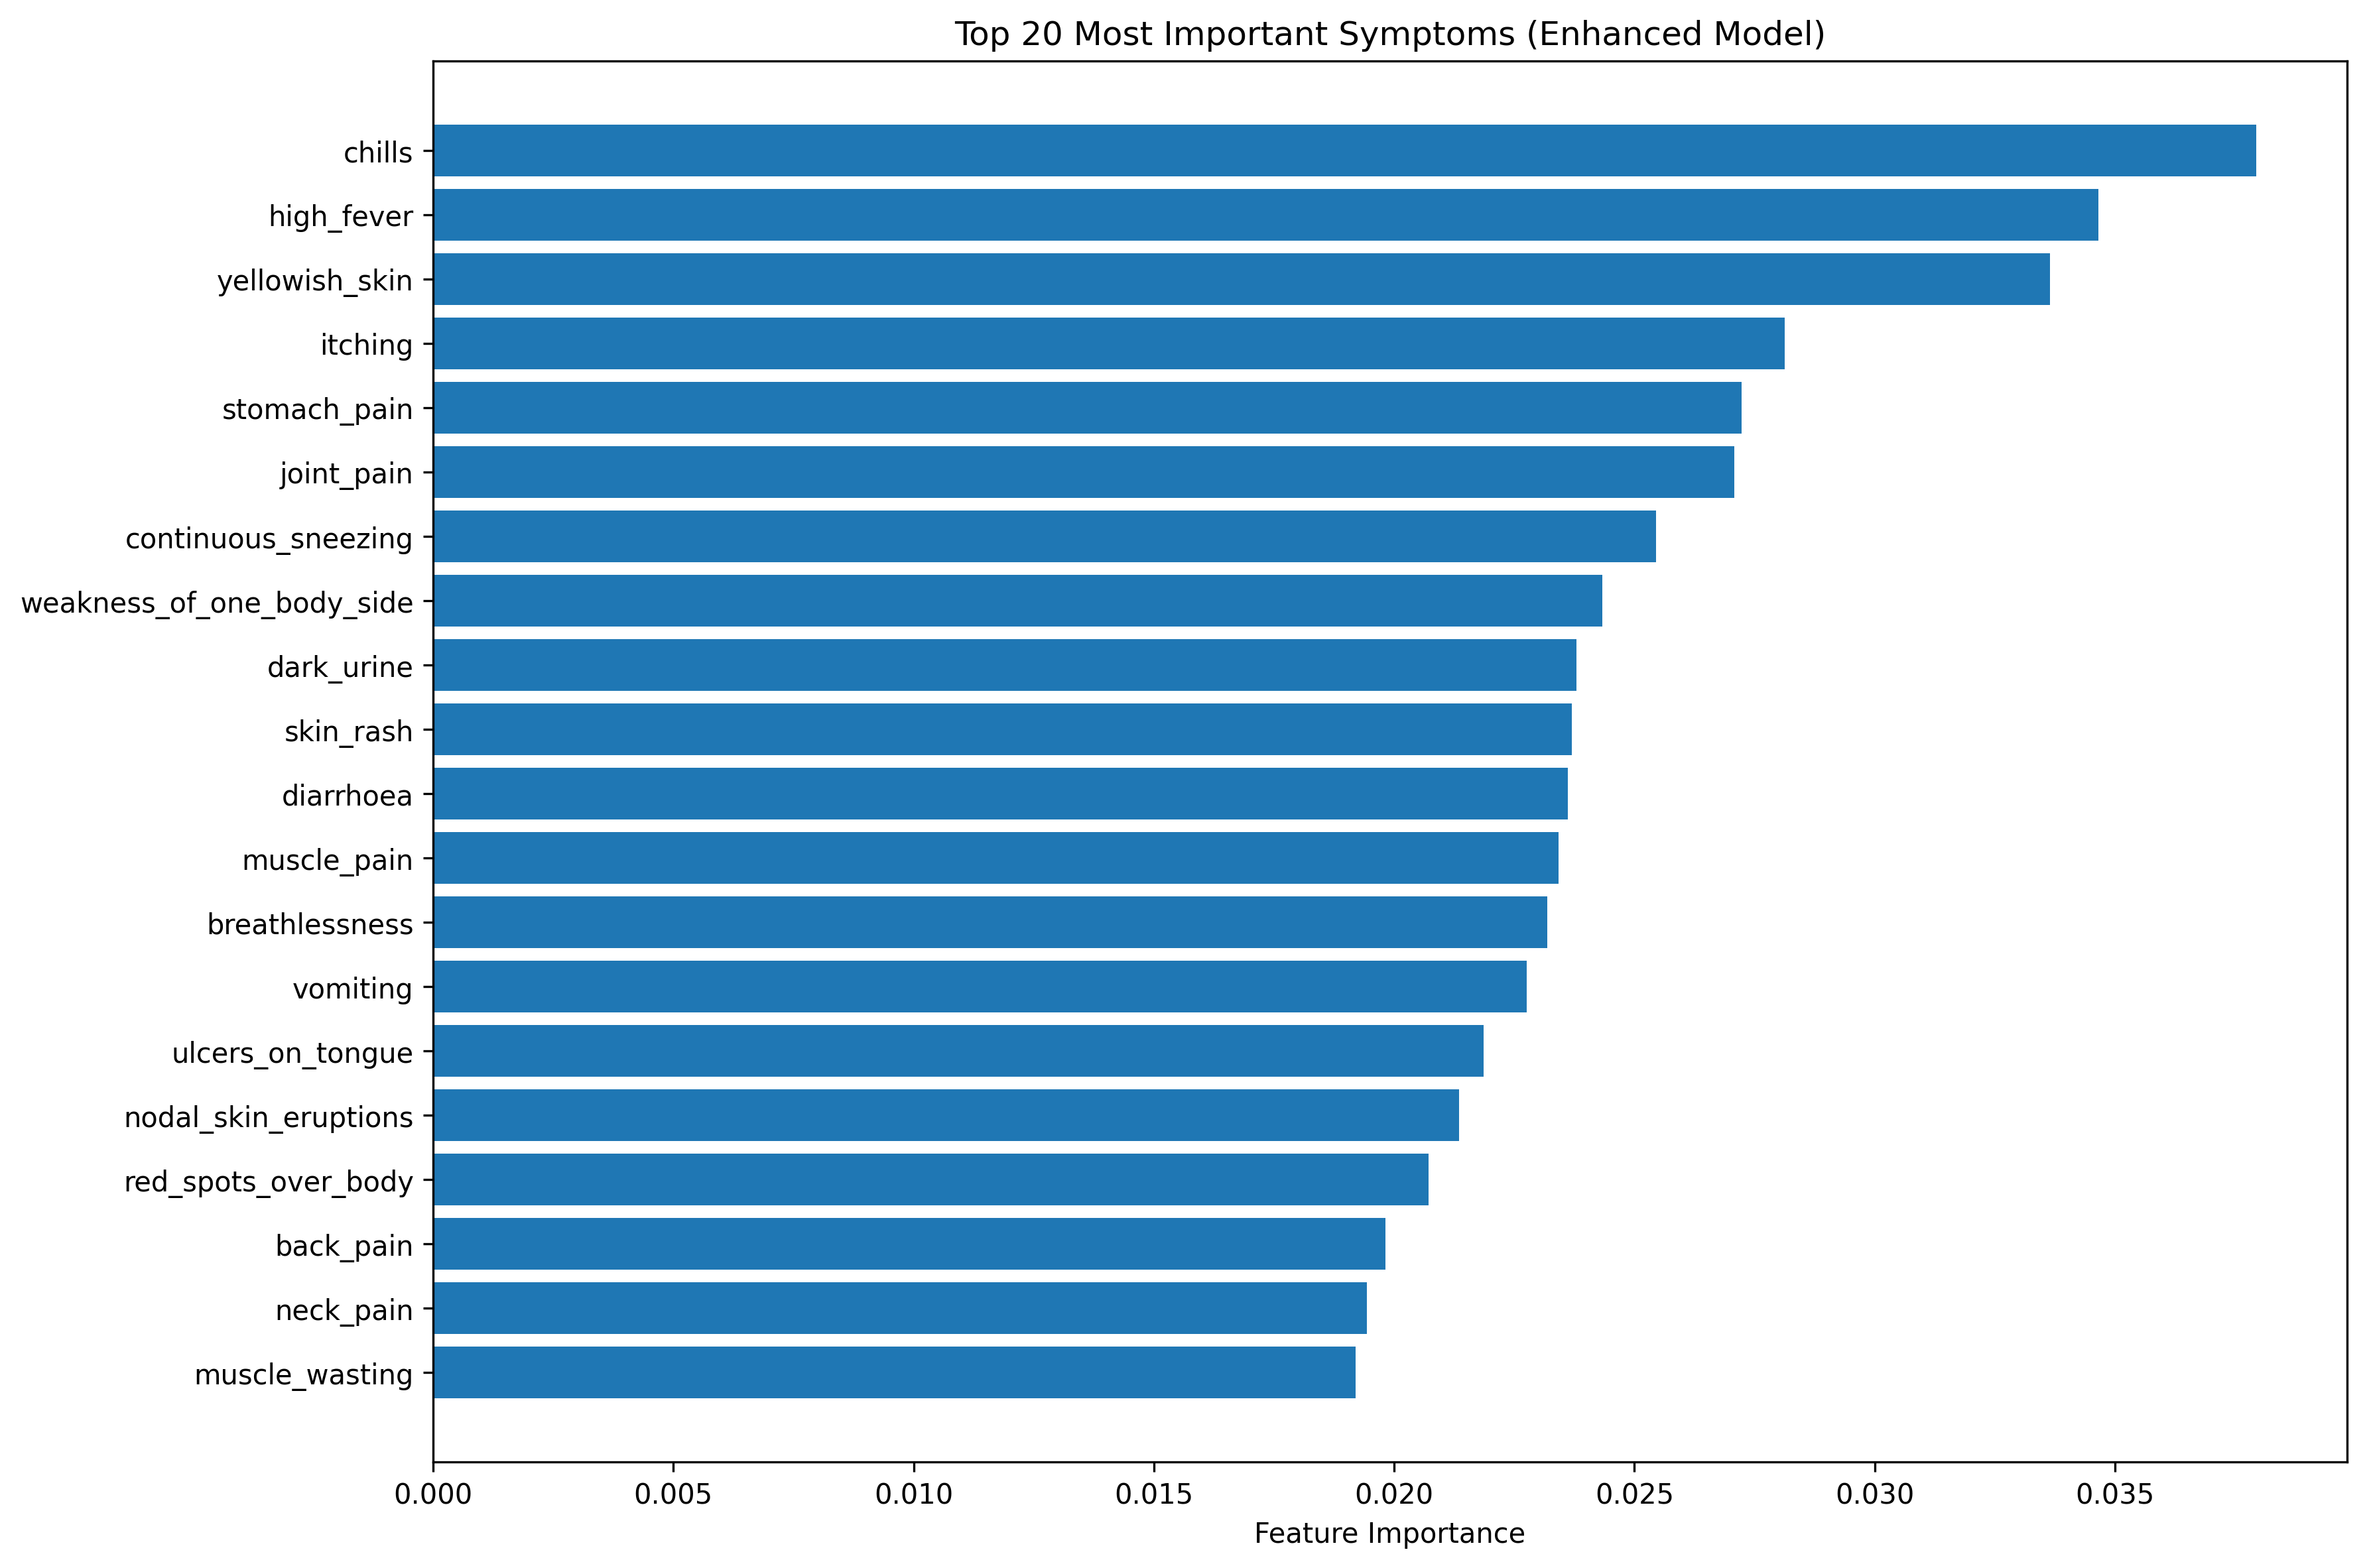 Top 20 Most Important Symptoms (Enhanced Model)
chills
high_fever
yellowish_skin
itching
stomach_pain
joint_pain
continuous_sneezing
weakness_of_one_body_side
dark_urine
skin_rash
diarrhoea
muscle_pain
breathlessness
vomiting
ulcers_on_tongue
nodal_skin_eruptions
red_spots_over_body
back_pain
neck_pain
muscle_wasting
0.000 0.005 0.010 0.015 0.020 0.025 0.030 0.035
Feature Importance